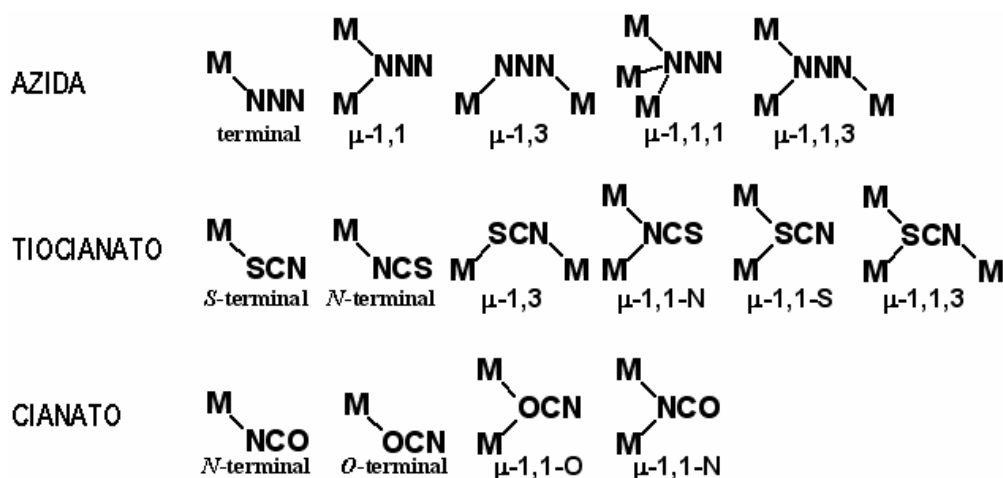 AZIDA
M M M M
NNN NNN NNN NNN NNN
M M M M M M M M
terminal μ-1,1 μ-1,3 μ-1,1,1 μ-1,1,3
TIOCIANATO
M M M M M
SCN NCS SCN NCS SCN SCN
M M M M M M
S-terminal N-terminal μ-1,3 μ-1,1-N μ-1,1-S μ-1,1,3
CIANATO
M M M M
NCO OCN OCN NCO
M M
N-terminal O-terminal μ-1,1-O μ-1,1-N